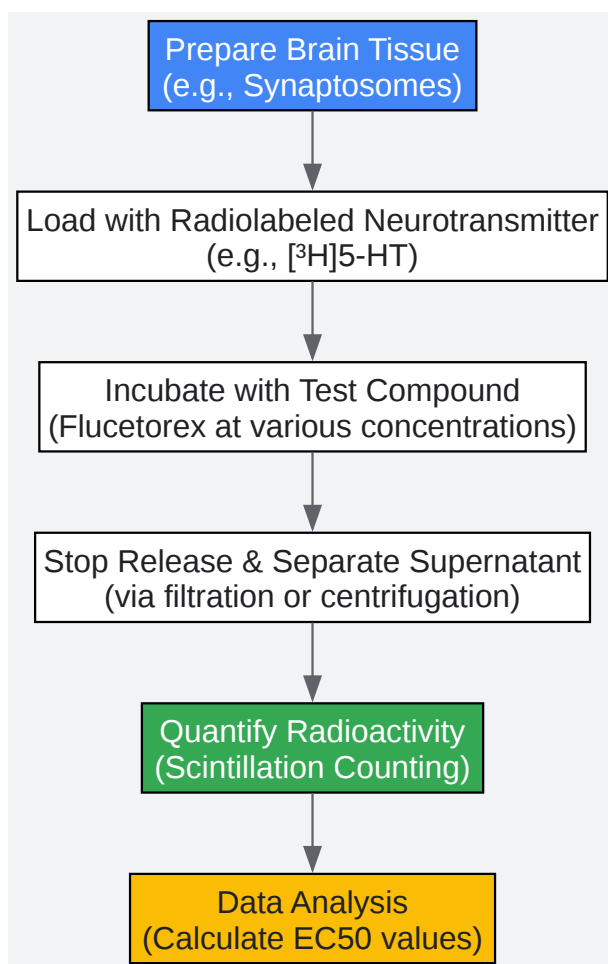 Prepare Brain Tissue
(e.g., Synaptosomes)
Load with Radiolabeled Neurotransmitter
(e.g., [³H]5-HT)
Incubate with Test Compound
(Flucetorex at various concentrations)
Stop Release & Separate Supernatant
(via filtration or centrifugation)
Quantify Radioactivity
(Scintillation Counting)
Data Analysis
(Calculate EC50 values)